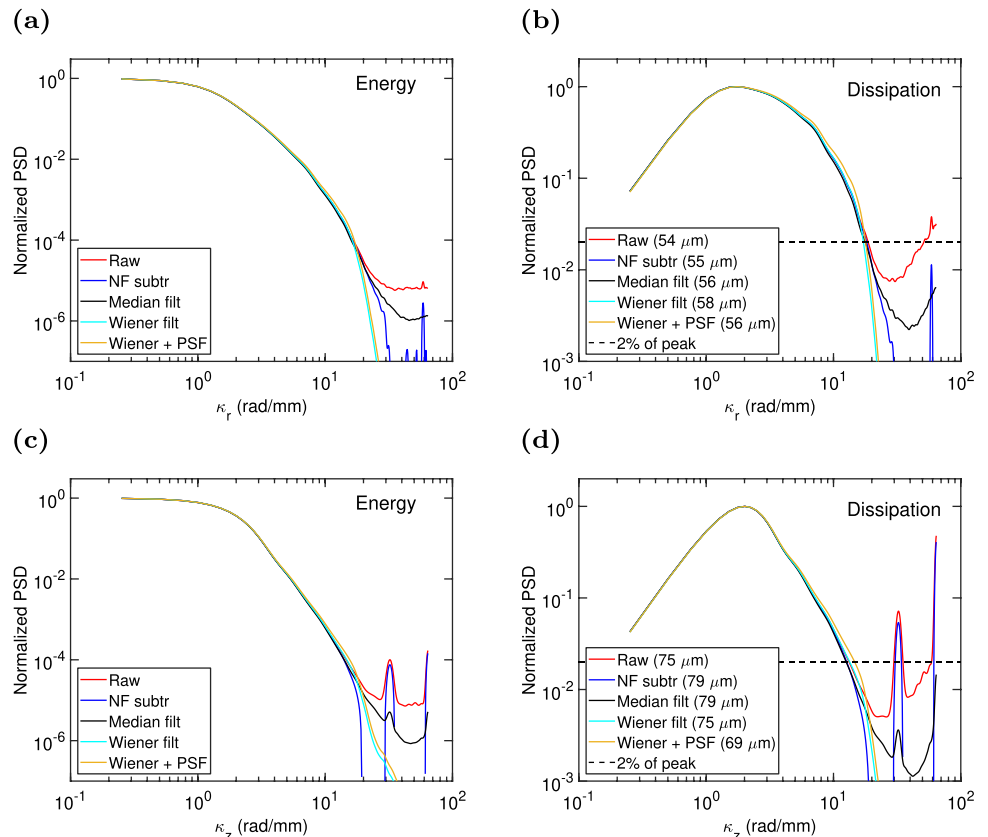 (a)
Energy
Normalized PSD
10^0
10^-2
10^-4
10^-6
Raw
NF subtr
Median filt
Wiener filt
Wiener + PSF
10^-1
10^0
10^1
10^2
κ_r (rad/mm)
(b)
Dissipation
Normalized PSD
10^0
10^-1
10^-2
10^-3
Raw (54 μm)
NF subtr (55 μm)
Median filt (56 μm)
Wiener filt (58 μm)
Wiener + PSF (56 μm)
2% of peak
10^-1
10^0
10^1
10^2
κ_r (rad/mm)
(c)
Energy
Normalized PSD
10^0
10^-2
10^-4
10^-6
Raw
NF subtr
Median filt
Wiener filt
Wiener + PSF
10^-1
10^0
10^1
10^2
κ_z (rad/mm)
(d)
Dissipation
Normalized PSD
10^0
10^-1
10^-2
10^-3
Raw (75 μm)
NF subtr (79 μm)
Median filt (79 μm)
Wiener filt (75 μm)
Wiener + PSF (69 μm)
2% of peak
10^-1
10^0
10^1
10^2
κ_z (rad/mm)